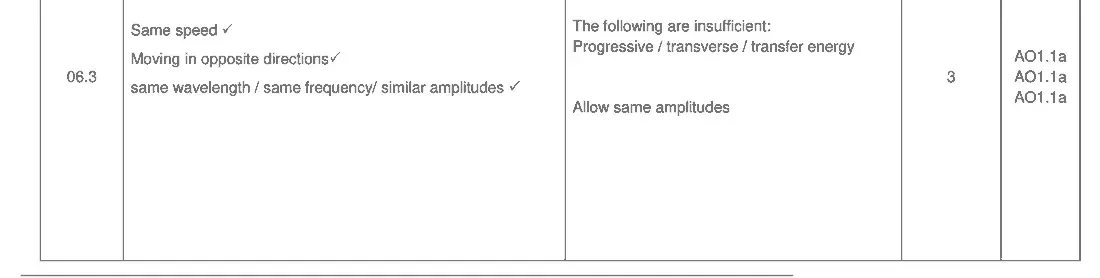 06.3
Same speed ✓
Moving in opposite directions✓
same wavelength / same frequency/ similar amplitudes ✓
The following are insufficient:
Progressive / transverse / transfer energy
Allow same amplitudes
3
AO1.1a
AO1.1a
AO1.1a